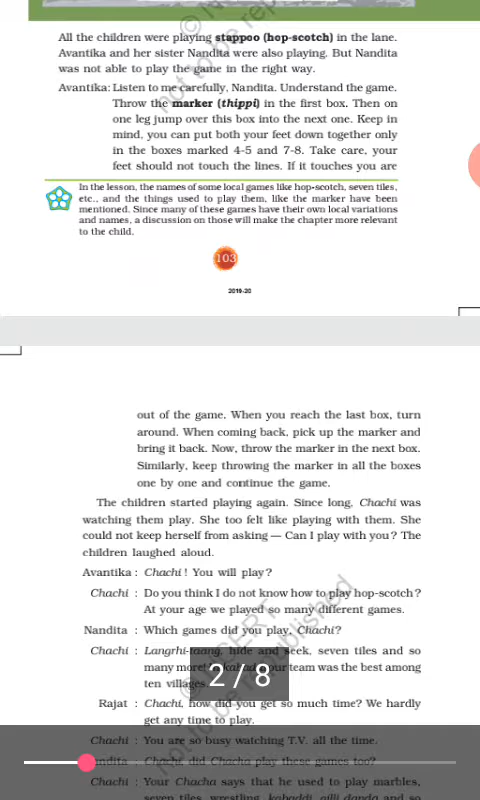 All the children were playing stappoo (hop-scotch) in the lane.
Avantika and her sister Nandita were also playing. But Nandita
was not able to play the game in the right way.
Avantika: Listen to me carefully, Nandita. Understand the game.
Throw the marker (thippi) in the first box. Then on
one leg jump over this box into the next one. Keep in
mind, you can put both your feet down together only
in the boxes marked 4-5 and 7-8. Take care, your
feet should not touch the lines. If it touches you are
In the lesson, the names of some local games like hop-scotch, seven tiles,
etc., and the things used to play them, like the marker have been
mentioned. Since many of these games have their own local variations
and names, a discussion on those will make the chapter more relevant
to the child.
103
2019-20
out of the game. When you reach the last box, turn
around. When coming back, pick up the marker and
bring it back. Now, throw the marker in the next box.
Similarly, keep throwing the marker in all the boxes
one by one and continue the game.
The children started playing again. Since long, Chachi was
watching them play. She too felt like playing with them. She
could not keep herself from asking — Can I play with you? The
children laughed aloud.
Avantika : Chachi! You will play?
Chachi : Do you think I do not know how to play hop-scotch?
At your age we played so many different games.
Nandita : Which games did you play, Chachi?
Chachi : Langrhi-taang, hide and seek, seven tiles and so
many more! our team was the best among
ten villages.
2 / 8
Rajat : Chachi, how did you get so much time? We hardly
get any time to play.
Chachi : You are so busy watching T.V. all the time.
Nandita : Chachi, did Chacha play these games too?
Chachi : Your Chacha says that he used to play marbles,
seven tiles, wrestling, kabaddi, gilli danda and so